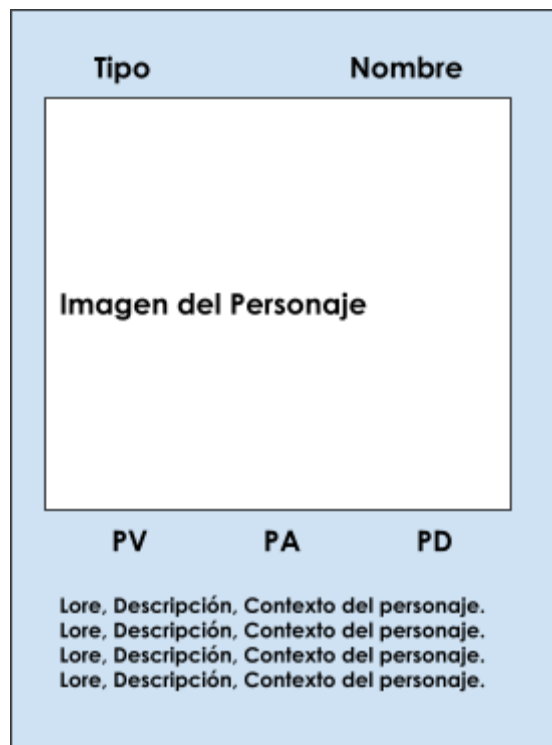 Tipo Nombre
Imagen del Personaje
PV PA PD
Lore, Descripción, Contexto del personaje.
Lore, Descripción, Contexto del personaje.
Lore, Descripción, Contexto del personaje.
Lore, Descripción, Contexto del personaje.